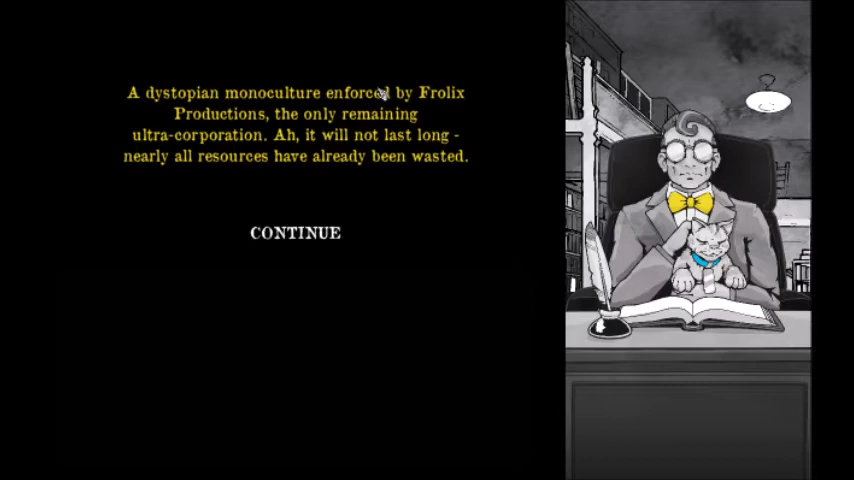 A dystopian monoculture enforced by Frolix
Productions, the only remaining
ultra-corporation. Ah, it will not last long -
nearly all resources have already been wasted.
CONTINUE